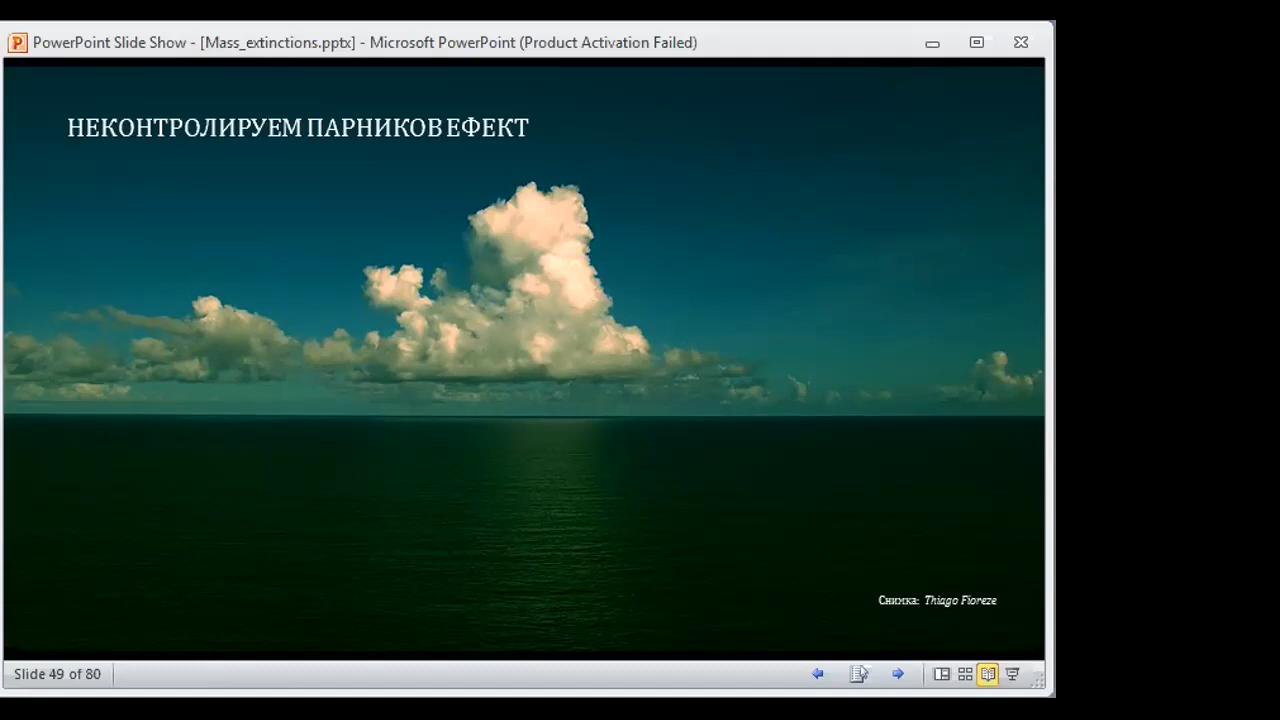 PowerPoint Slide Show - [Mass_extinctions.pptx] - Microsoft PowerPoint (Product Activation Failed)
НЕКОНТРОЛИРУЕМ ПАРНИКОВ ЕФЕКТ
Снимка: Thiago Fioreze
Slide 49 of 80